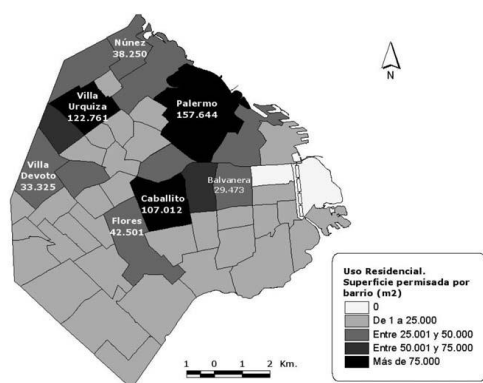 Núñez
38.250
Villa
Urquiza
122.761
Palermo
157.644
N
Villa
Devoto
33.325
Caballito
107.012
Balvanera
29.473
Flores
42.501
Uso Residencial.
Superficie permisada por
barrio (m2)
0
De 1 a 25.000
Entre 25.001 y 50.000
Entre 50.001 y 75.000
Más de 75.000
1 0 1 2 Km.